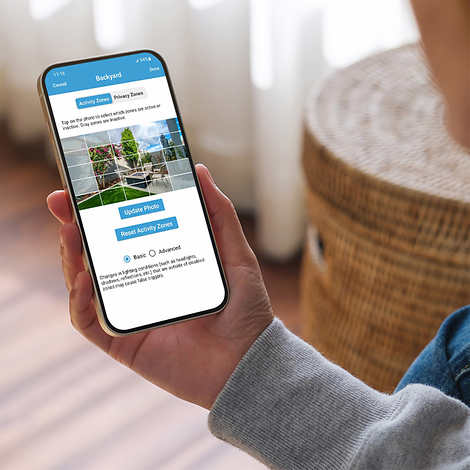 11:15 54%
Cancel Backyard Done
Activity Zones Privacy Zones
Tap on the photo to select which zones are active or
inactive. Gray zones are inactive.
Update Photo
Reset Activity Zones
Basic Advanced
Changes in lighting conditions (such as headlights,
shadows, reflections, etc.) that are outside of disabled
zones may cause false triggers.